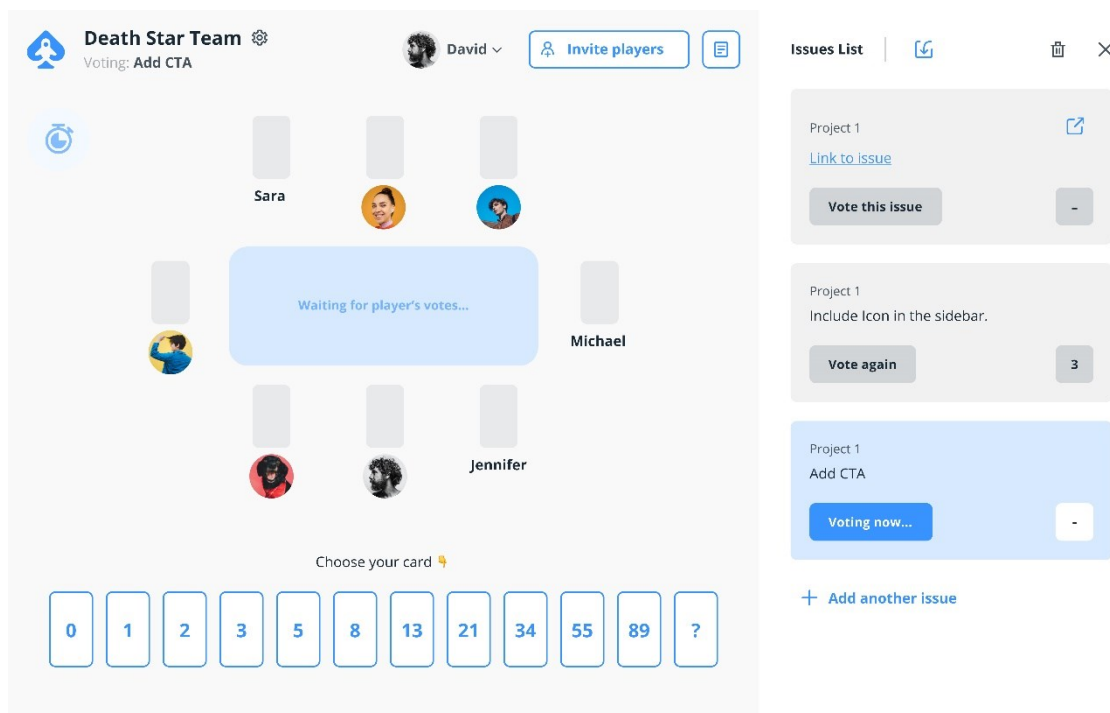 Death Star Team
Voting: Add CTA
David
Invite players
Sara
Waiting for player's votes...
Michael
Jennifer
Choose your card 👇
0 1 2 3 5 8 13 21 34 55 89 ?
Issues List
Project 1
Link to issue
Vote this issue –
Project 1
Include Icon in the sidebar.
Vote again 3
Project 1
Add CTA
Voting now... -
+ Add another issue